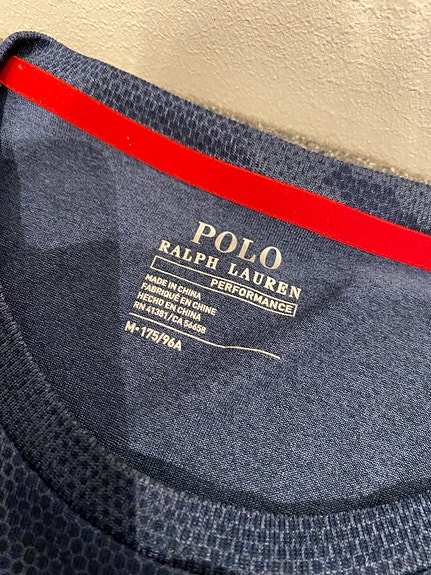 POLO
RALPH LAUREN
PERFORMANCE
MADE IN CHINA
FABRIQUÉ EN CHINE
HECHO EN CHINA
RN 41381/CA 56658
M•175/96A